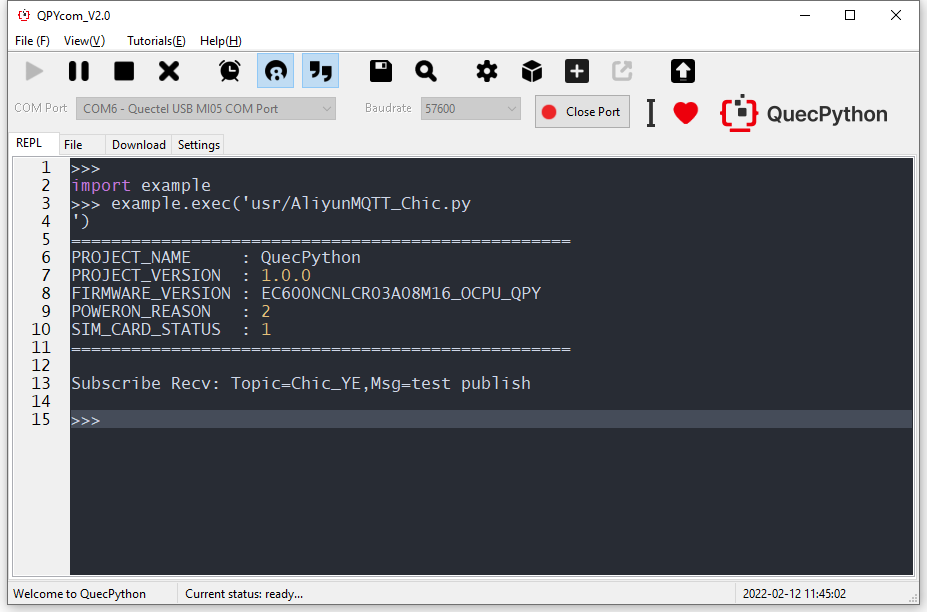 QPYcom_V2.0
File (F) View(V) Tutorials(E) Help(H)
COM Port COM6 - Quectel USB MI05 COM Port Baudrate 57600 Close Port QuecPython
REPL File Download Settings
1 >>>
2 import example
3 >>> example.exec('usr/AliyunMQTT_Chic.py
4 ')
5 ==================================================
6 PROJECT_NAME : QuecPython
7 PROJECT_VERSION : 1.0.0
8 FIRMWARE_VERSION : EC600NCNLCR03A08M16_OCPU_QPY
9 POWERON_REASON : 2
10 SIM_CARD_STATUS : 1
11 ==================================================
12
13 Subscribe Recv: Topic=Chic_YE,Msg=test publish
14
15 >>>
Welcome to QuecPython Current status: ready... 2022-02-12 11:45:02